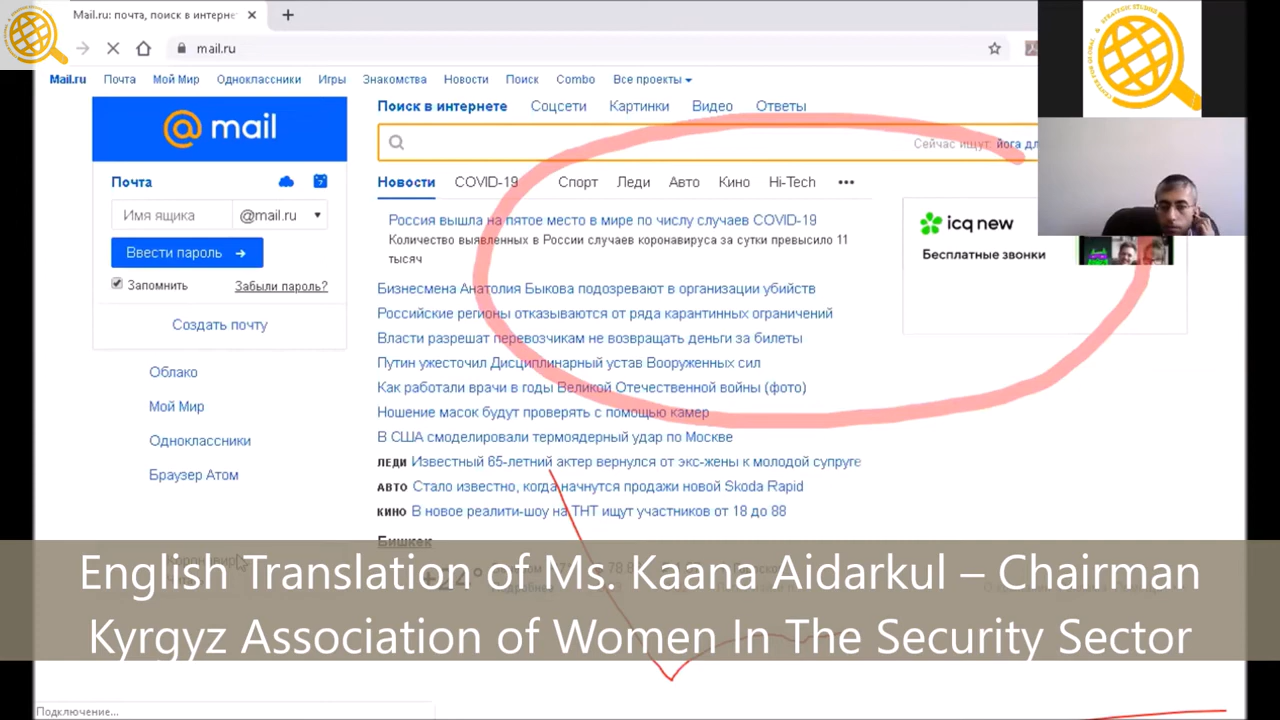 Mail.ru: почта, поиск в интернет
mail.ru
Mail.ru Почта Мой Мир Одноклассники Игры Знакомства Новости Поиск Combo Все проекты
@mail
Почта
7
Имя ящика @mail.ru
Ввести пароль
Запомнить Забыли пароль?
Создать почту
Облако
Мой Мир
Одноклассники
Браузер Атом
Поиск в интернете Соцсети Картинки Видео Ответы
Сейчас ищут: йога дл
Новости COVID-19 Спорт Леди Авто Кино Hi-Tech •••
Россия вышла на пятое место в мире по числу случаев COVID-19
Количество выявленных в России случаев коронавируса за сутки превысило 11
тысяч
Бизнесмена Анатолия Быкова подозревают в организации убийств
Российские регионы отказываются от ряда карантинных ограничений
Власти разрешат перевозчикам не возвращать деньги за билеты
Путин ужесточил Дисциплинарный устав Вооруженных сил
Как работали врачи в годы Великой Отечественной войны (фото)
Ношение масок будут проверять с помощью камер
В США смоделировали термоядерный удар по Москве
ЛЕДИ Известный 65-летний актер вернулся от экс-жены к молодой супруге
АВТО Стало известно, когда начнутся продажи новой Skoda Rapid
КИНО В новое реалити-шоу на ТНТ ищут участников от 18 до 88
Бишкек
icq new
Бесплатные звонки
CENTER FOR GLOBAL & STRATEGIC STUDIES
English Translation of Ms. Kaana Aidarkul – Chairman
Kyrgyz Association of Women In The Security Sector
Подключение...